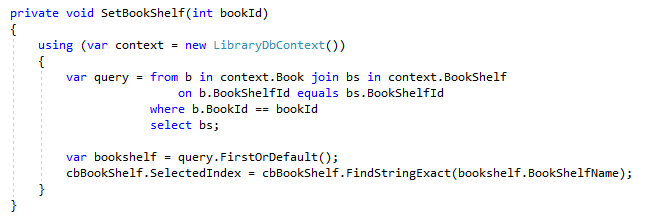 private void SetBookShelf(int bookId)
{
    using (var context = new LibraryDbContext())
    {
        var query = from b in context.Book join bs in context.BookShelf
                        on b.BookShelfId equals bs.BookShelfId
                    where b.BookId == bookId
                    select bs;

        var bookshelf = query.FirstOrDefault();
        cbBookShelf.SelectedIndex = cbBookShelf.FindStringExact(bookshelf.BookShelfName);
    }
}